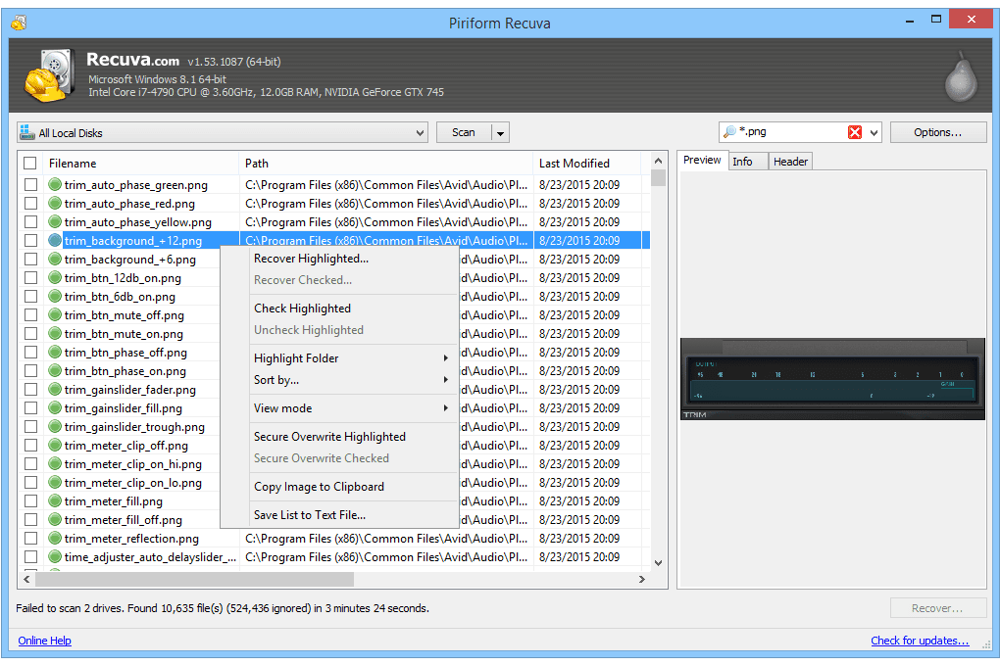 Piriform Recuva
Recuva.com v1.53.1087 (64-bit)
Microsoft Windows 8.1 64-bit
Intel Core i7-4790 CPU @ 3.60GHz, 12.0GB RAM, NVIDIA GeForce GTX 745
All Local Disks Scan *.png Options...
Filename Path Last Modified
Preview Info Header
trim_auto_phase_green.png C:\Program Files (x86)\Common Files\Avid\Audio\Pl... 8/23/2015 20:09
trim_auto_phase_red.png C:\Program Files (x86)\Common Files\Avid\Audio\Pl... 8/23/2015 20:09
trim_auto_phase_yellow.png C:\Program Files (x86)\Common Files\Avid\Audio\Pl... 8/23/2015 20:09
trim_background_+12.png C:\Program Files (x86)\Common Files\Avid\Audio\Pl... 8/23/2015 20:09
trim_background_+6.png id\Audio\Pl... 8/23/2015 20:09
trim_btn_12db_on.png id\Audio\Pl... 8/23/2015 20:09
trim_btn_6db_on.png id\Audio\Pl... 8/23/2015 20:09
trim_btn_mute_off.png id\Audio\Pl... 8/23/2015 20:09
trim_btn_mute_on.png id\Audio\Pl... 8/23/2015 20:09
trim_btn_phase_off.png id\Audio\Pl... 8/23/2015 20:09
trim_btn_phase_on.png id\Audio\Pl... 8/23/2015 20:09
trim_gainslider_fader.png id\Audio\Pl... 8/23/2015 20:09
trim_gainslider_fill.png id\Audio\Pl... 8/23/2015 20:09
trim_gainslider_trough.png id\Audio\Pl... 8/23/2015 20:09
trim_meter_clip_off.png id\Audio\Pl... 8/23/2015 20:09
trim_meter_clip_on_hi.png id\Audio\Pl... 8/23/2015 20:09
trim_meter_clip_on_lo.png id\Audio\Pl... 8/23/2015 20:09
trim_meter_fill.png id\Audio\Pl... 8/23/2015 20:09
trim_meter_fill_off.png id\Audio\Pl... 8/23/2015 20:09
trim_meter_reflection.png C:\Program Files (x86)\Common Files\Avid\Audio\Pl... 8/23/2015 20:09
time_adjuster_auto_delayslider_... C:\Program Files (x86)\Common Files\Avid\Audio\Pl... 8/23/2015 20:09
Recover Highlighted...
Recover Checked...
Check Highlighted
Uncheck Highlighted
Highlight Folder
Sort by...
View mode
Secure Overwrite Highlighted
Secure Overwrite Checked
Copy Image to Clipboard
Save List to Text File...
OUTPUT
TRIM
Failed to scan 2 drives. Found 10,635 file(s) (524,436 ignored) in 3 minutes 24 seconds.
Recover...
Online Help
Check for updates...